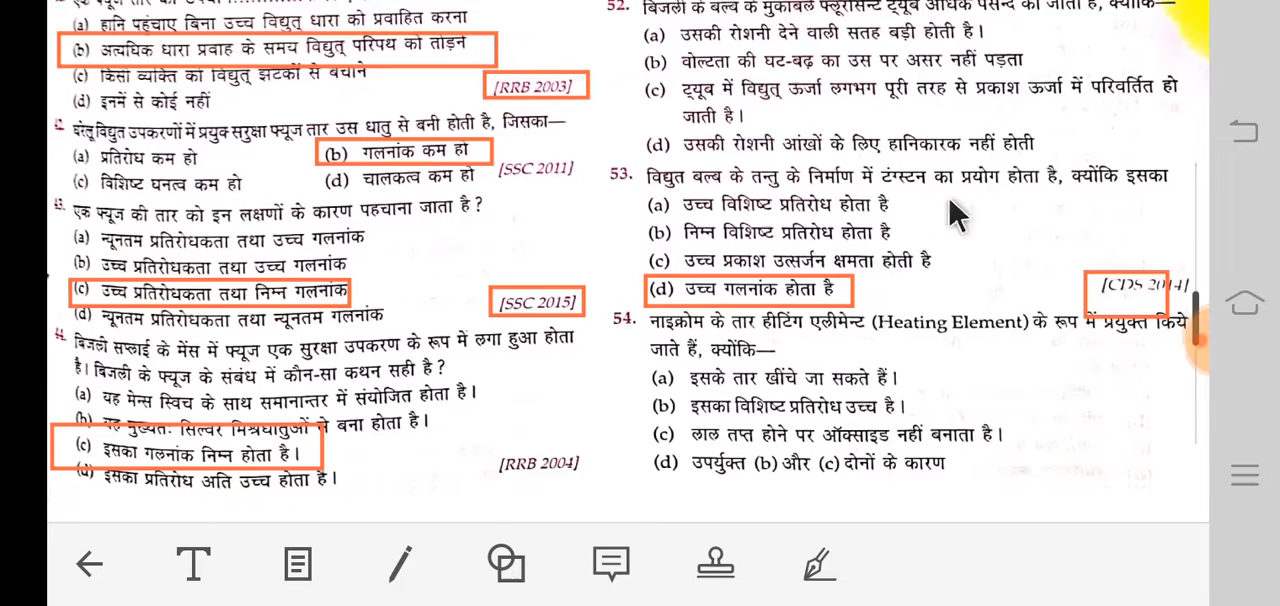 (a) हानि पहुंचाए बिना उच्च विद्युत् धारा को प्रवाहित करना
(b) अत्यधिक धारा प्रवाह के समय विद्युत् परिपथ को तोड़ने
(c) किसी व्यक्ति को विद्युत् झटकों से बचाने
[RRB 2003]
(d) इनमें से कोई नहीं
42. घरेलू विद्युत उपकरणों में प्रयुक्त सुरक्षा फ्यूज तार उस धातु से बनी होती है, जिसका—
(a) प्रतिरोध कम हो (b) गलनांक कम हो
(c) विशिष्ट घनत्व कम हो (d) चालकत्व कम हो [SSC 2011]
43. एक फ्यूज की तार को इन लक्षणों के कारण पहचाना जाता है?
(a) न्यूनतम प्रतिरोधकता तथा उच्च गलनांक
(b) उच्च प्रतिरोधकता तथा उच्च गलनांक
(c) उच्च प्रतिरोधकता तथा निम्न गलनांक
[SSC 2015]
(d) न्यूनतम प्रतिरोधकता तथा न्यूनतम गलनांक
44. बिजली सप्लाई के मेंस में फ्यूज एक सुरक्षा उपकरण के रूप में लगा हुआ होता
है। बिजली के फ्यूज के संबंध में कौन-सा कथन सही है?
(a) यह मेन्स स्विच के साथ समानान्तर में संयोजित होता है।
(b) यह मुख्यतः सिल्वर मिश्रधातुओं से बना होता है।
(c) इसका गलनांक निम्न होता है।
[RRB 2004]
(d) इसका प्रतिरोध अति उच्च होता है।
52. बिजली के बल्ब के मुकाबले फ्लूरोसेन्ट ट्यूब अधिक पसन्द की जाती है, क्योंकि—
(a) उसकी रोशनी देने वाली सतह बड़ी होती है।
(b) वोल्टता की घट-बढ़ का उस पर असर नहीं पड़ता
(c) ट्यूब में विद्युत् ऊर्जा लगभग पूरी तरह से प्रकाश ऊर्जा में परिवर्तित हो
जाती है।
(d) उसकी रोशनी आंखों के लिए हानिकारक नहीं होती
53. विद्युत बल्ब के तन्तु के निर्माण में टंग्स्टन का प्रयोग होता है, क्योंकि इसका
(a) उच्च विशिष्ट प्रतिरोध होता है
(b) निम्न विशिष्ट प्रतिरोध होता है
(c) उच्च प्रकाश उत्सर्जन क्षमता होती है
(d) उच्च गलनांक होता है [CDS 2014]
54. नाइक्रोम के तार हीटिंग एलीमेन्ट (Heating Element) के रूप में प्रयुक्त किये
जाते हैं, क्योंकि—
(a) इसके तार खींचे जा सकते हैं।
(b) इसका विशिष्ट प्रतिरोध उच्च है।
(c) लाल तप्त होने पर ऑक्साइड नहीं बनाता है।
(d) उपर्युक्त (b) और (c) दोनों के कारण